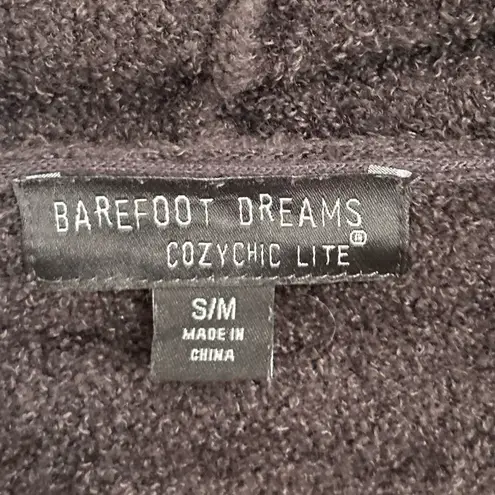 BAREFOOT DREAMS
COZYCHIC LITE®
S/M
MADE IN
CHINA